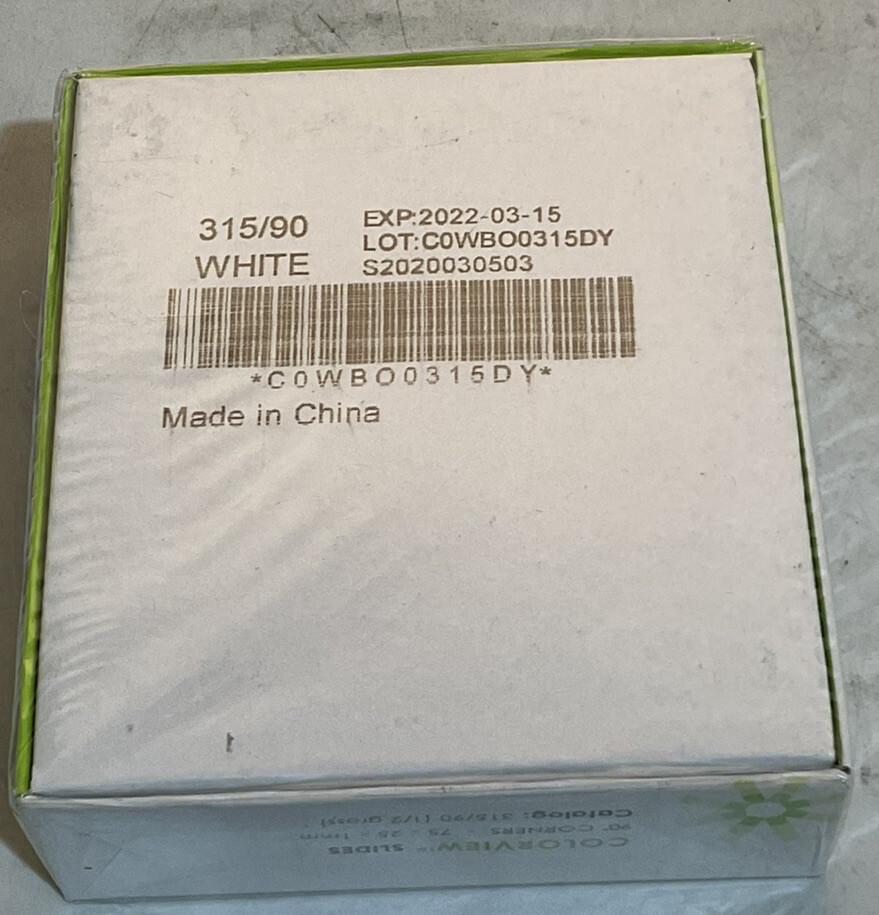 315/90
WHITE
EXP:2022-03-15
LOT:C0WBO0315DY
S2020030503
*C0WBO0315DY*
Made in China
1
COLORVIEW™ SLIDES
90° CORNERS - 75 x 25 x 1mm
Catalog: 315/90 (1/2 gross)